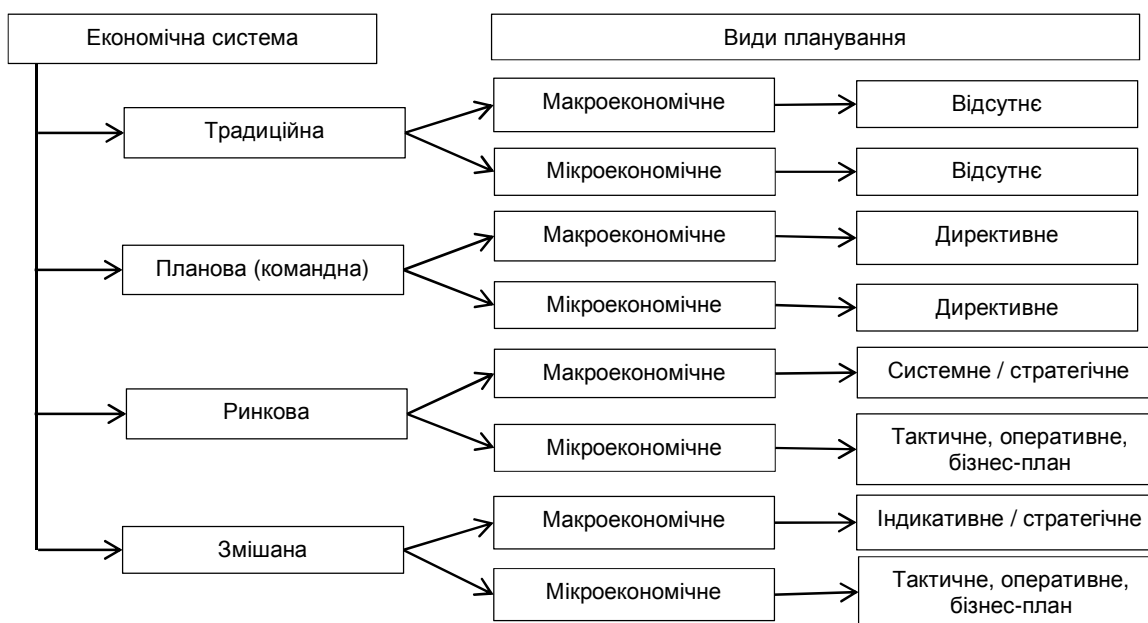 Економічна система
Види планування
Традиційна
Макроекономічне
Відсутнє
Мікроекономічне
Відсутнє
Планова (командна)
Макроекономічне
Директивне
Мікроекономічне
Директивне
Ринкова
Макроекономічне
Системне / стратегічне
Мікроекономічне
Тактичне, оперативне,
бізнес-план
Змішана
Макроекономічне
Індикативне / стратегічне
Мікроекономічне
Тактичне, оперативне,
бізнес-план